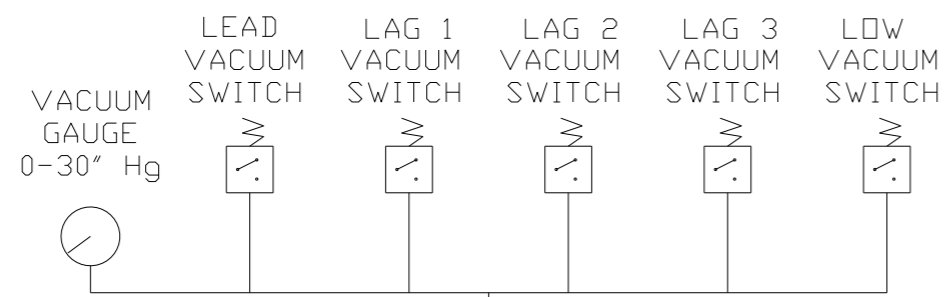 LEAD
VACUUM
SWITCH
LAG 1
VACUUM
SWITCH
LAG 2
VACUUM
SWITCH
LAG 3
VACUUM
SWITCH
LOW
VACUUM
SWITCH
VACUUM
GAUGE
0-30" Hg